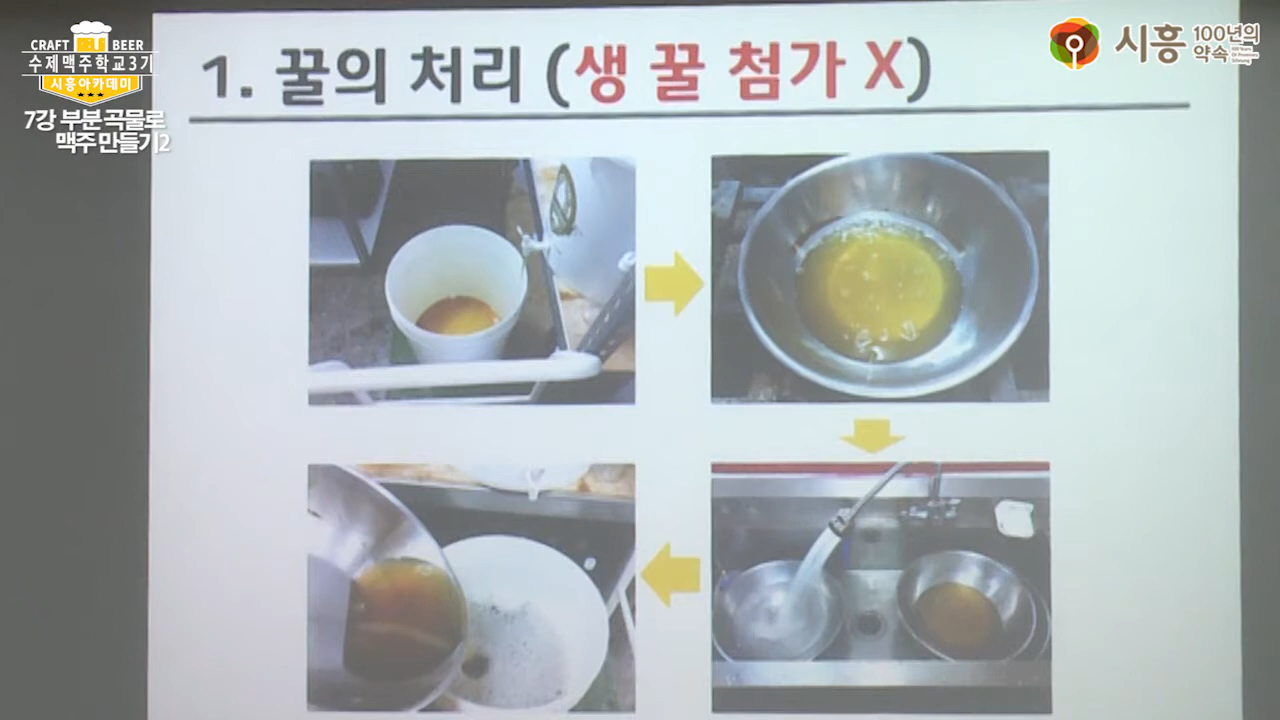 CRAFT BEER
수제맥주학교3기
시흥아카데미
7강 부분 곡물로
맥주 만들기2
1. 꿀의 처리 (생 꿀 첨가 X)
시흥 100년의
약속